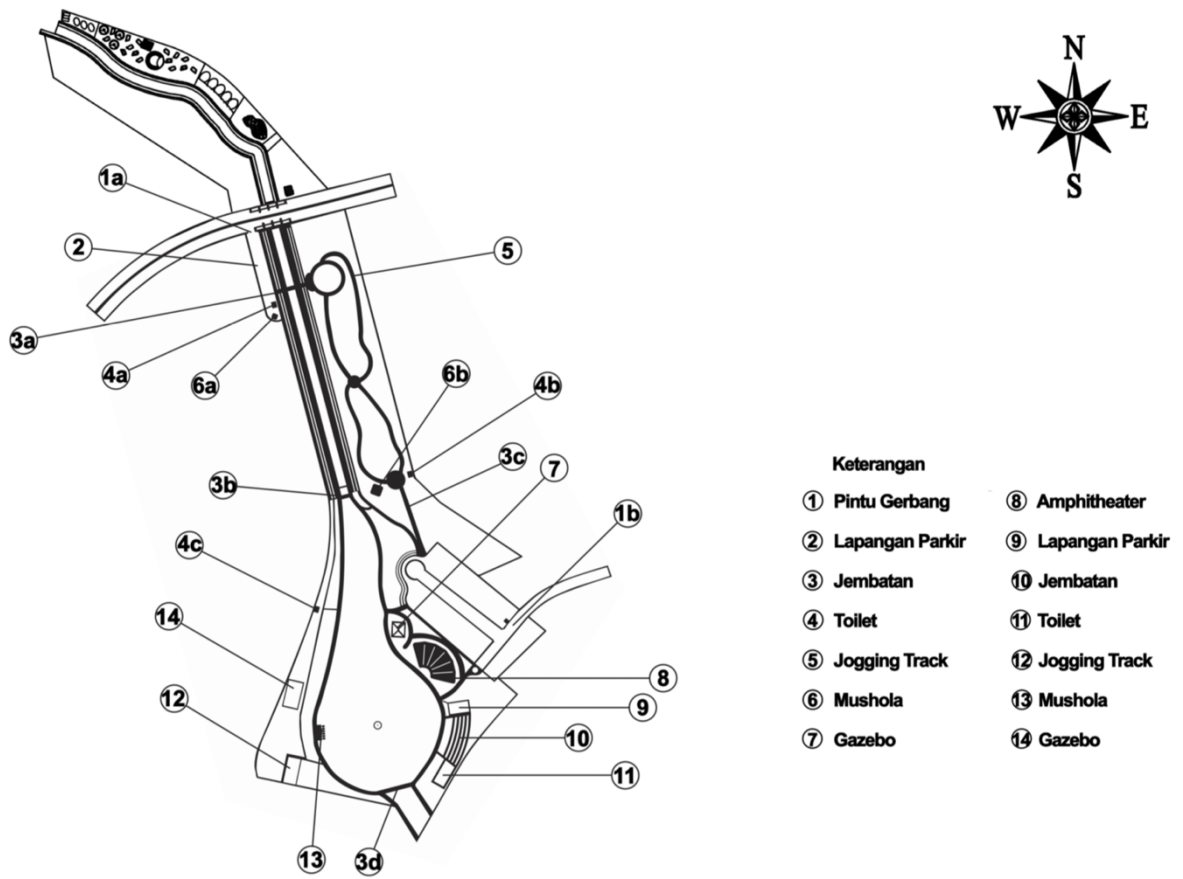 N
W E
S
1a
2
5
3a
4a
6a
6b
4b
3b
3c
7
1b
4c
14
12
8
9
10
11
13
3d
Keterangan
1 Pintu Gerbang
2 Lapangan Parkir
3 Jembatan
4 Toilet
5 Jogging Track
6 Mushola
7 Gazebo
8 Amphitheater
9 Lapangan Parkir
10 Jembatan
11 Toilet
12 Jogging Track
13 Mushola
14 Gazebo